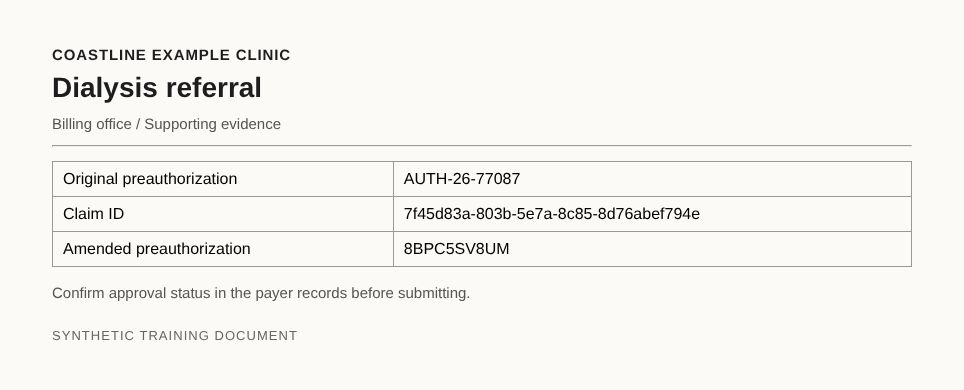 COASTLINE EXAMPLE CLINIC
Dialysis referral
Billing office / Supporting evidence
Original preauthorization AUTH-26-77087
Claim ID 7f45d83a-803b-5e7a-8c85-8d76abef794e
Amended preauthorization 8BPC5SV8UM
Confirm approval status in the payer records before submitting.
SYNTHETIC TRAINING DOCUMENT